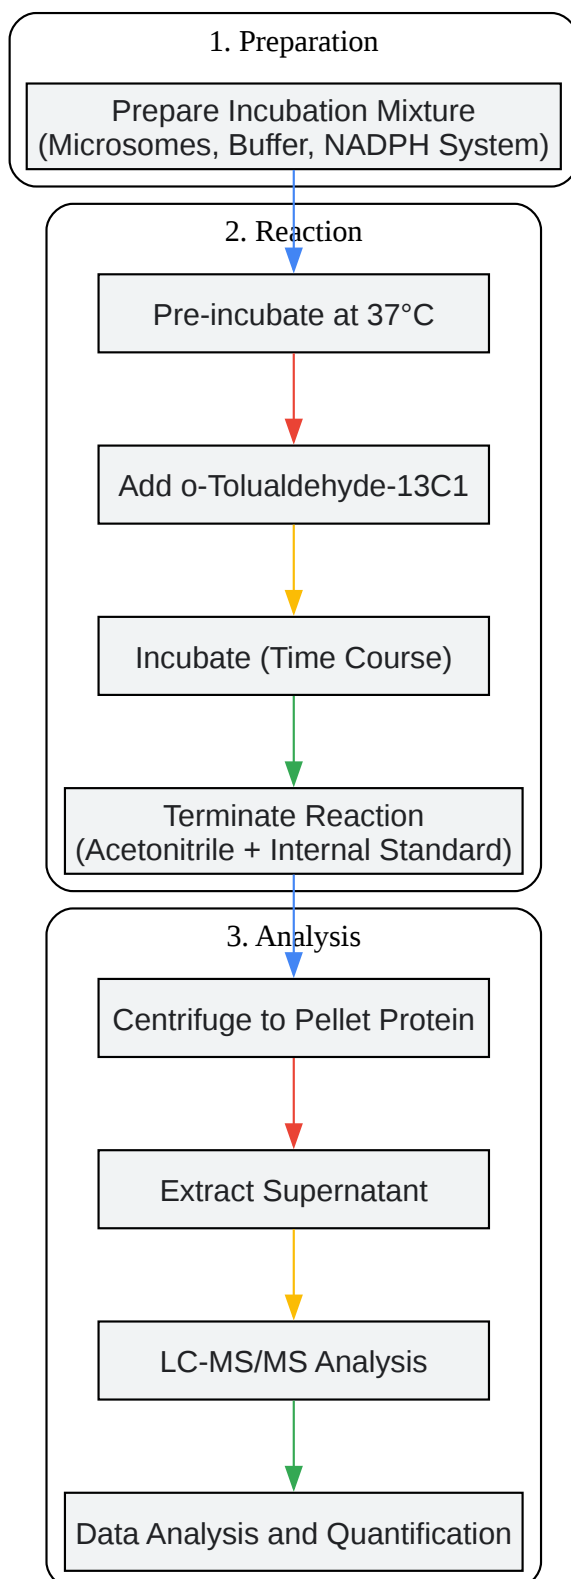 1. Preparation
Prepare Incubation Mixture
(Microsomes, Buffer, NADPH System)
2. Reaction
Pre-incubate at 37°C
Add o-Tolualdehyde-13C1
Incubate (Time Course)
Terminate Reaction
(Acetonitrile + Internal Standard)
3. Analysis
Centrifuge to Pellet Protein
Extract Supernatant
LC-MS/MS Analysis
Data Analysis and Quantification